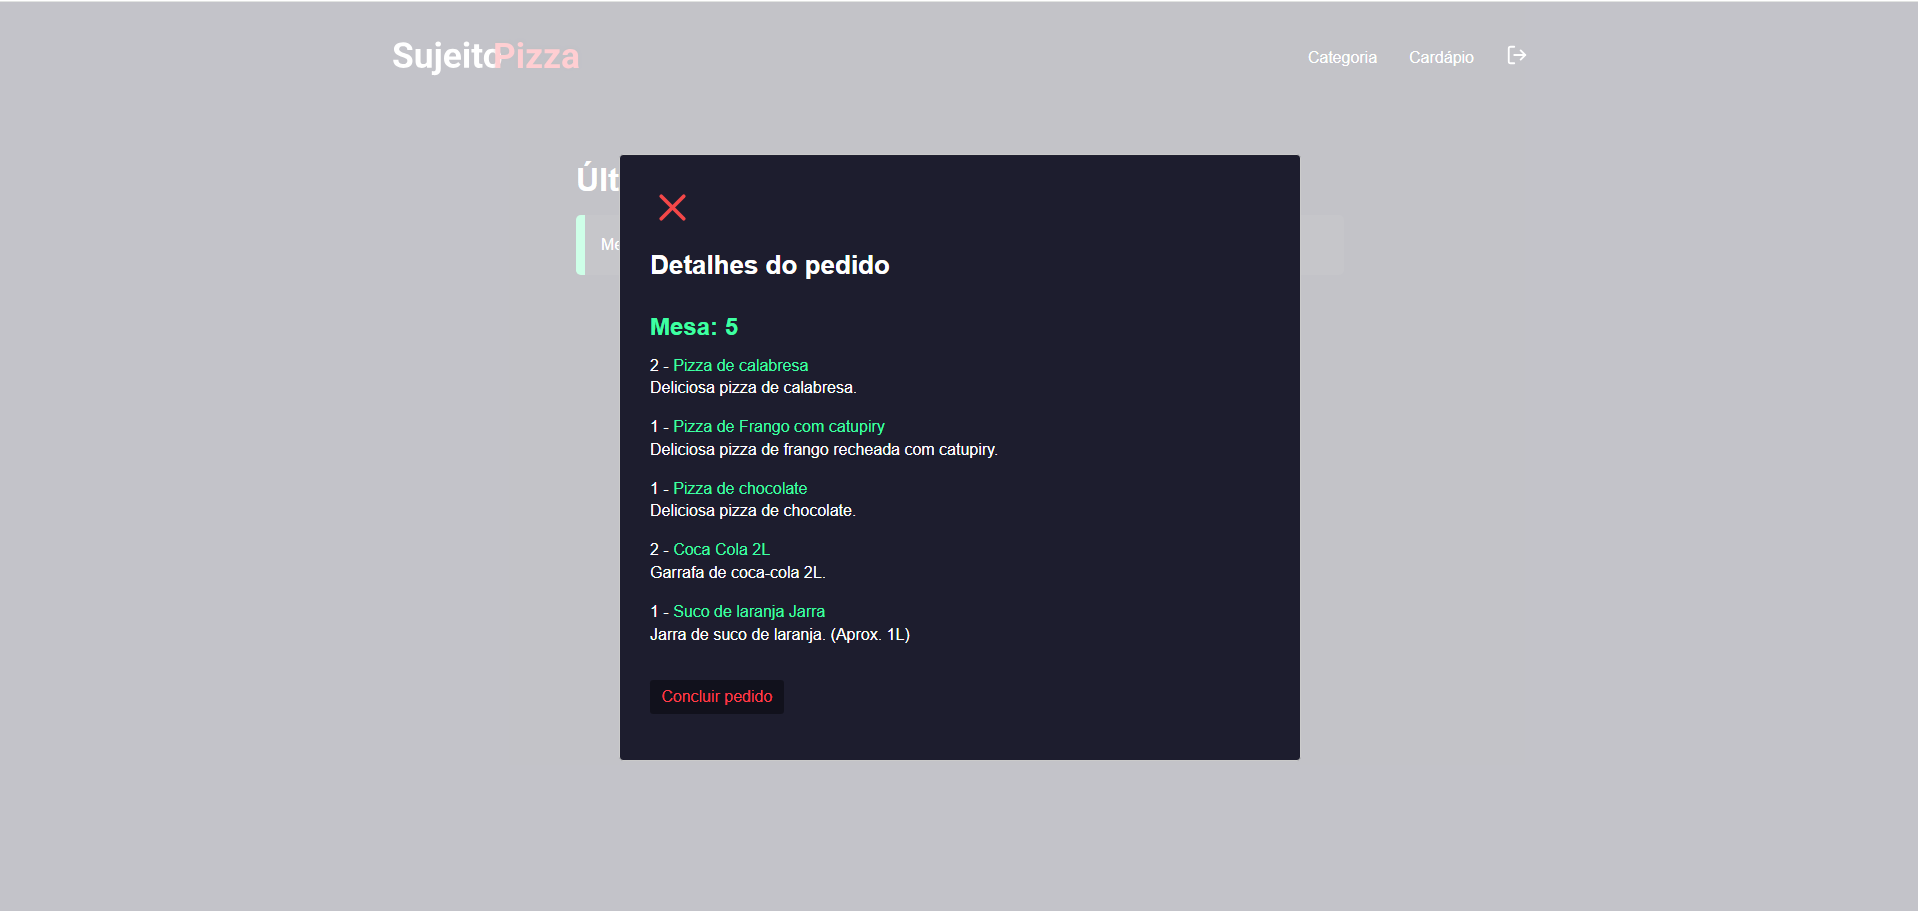 SujeitoPizza
Categoria
Cardápio
Detalhes do pedido
Mesa: 5
2 - Pizza de calabresa
Deliciosa pizza de calabresa.
1 - Pizza de Frango com catupiry
Deliciosa pizza de frango recheada com catupiry.
1 - Pizza de chocolate
Deliciosa pizza de chocolate.
2 - Coca Cola 2L
Garrafa de coca-cola 2L.
1 - Suco de laranja Jarra
Jarra de suco de laranja. (Aprox. 1L)
Concluir pedido